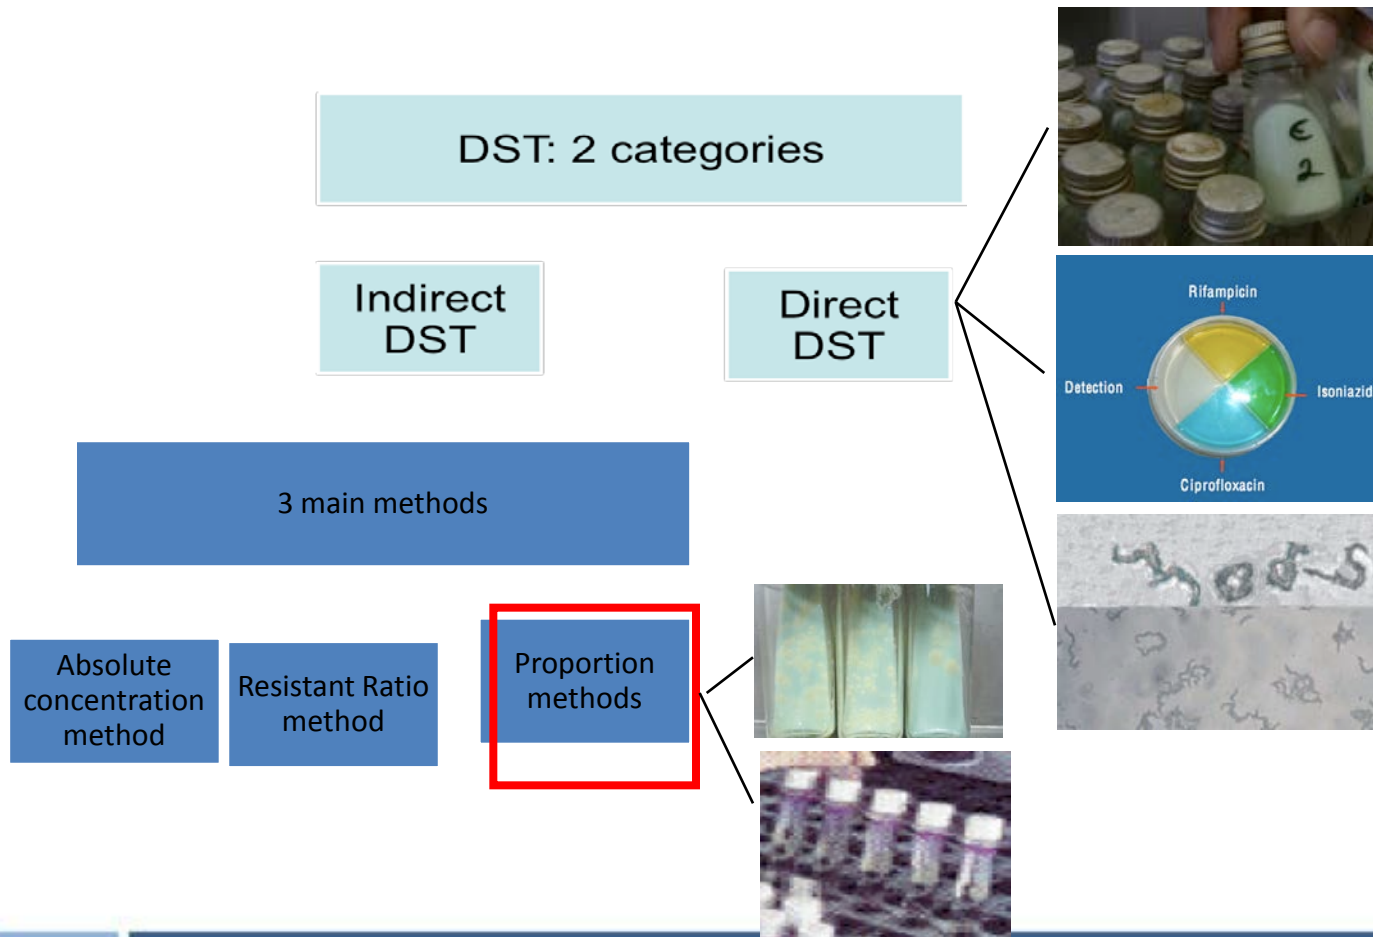 DST: 2 categories
Indirect
DST
Direct
DST
3 main methods
Absolute
concentration
method
Resistant Ratio
method
Proportion
methods
€
2
Rifampicin
Detection
Isoniazid
Ciprofloxacin